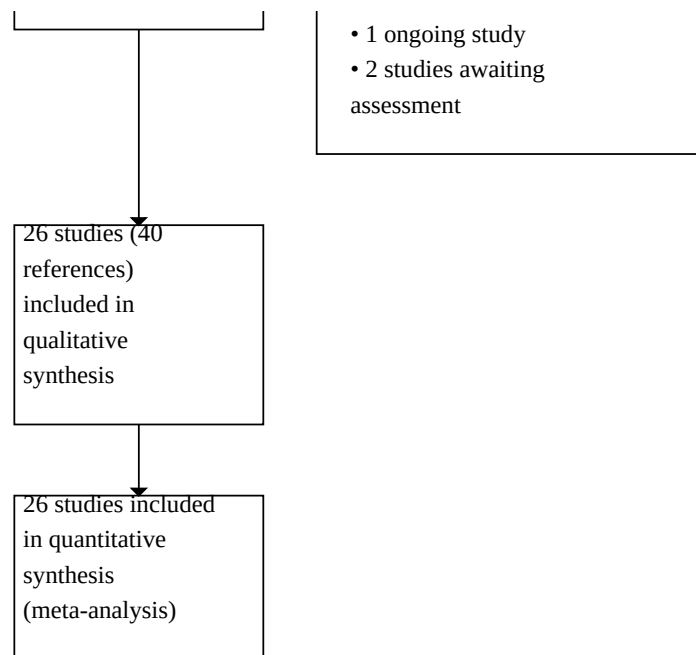 • 1 ongoing study
• 2 studies awaiting
assessment
26 studies (40
references)
included in
qualitative
synthesis
26 studies included
in quantitative
synthesis
(meta-analysis)